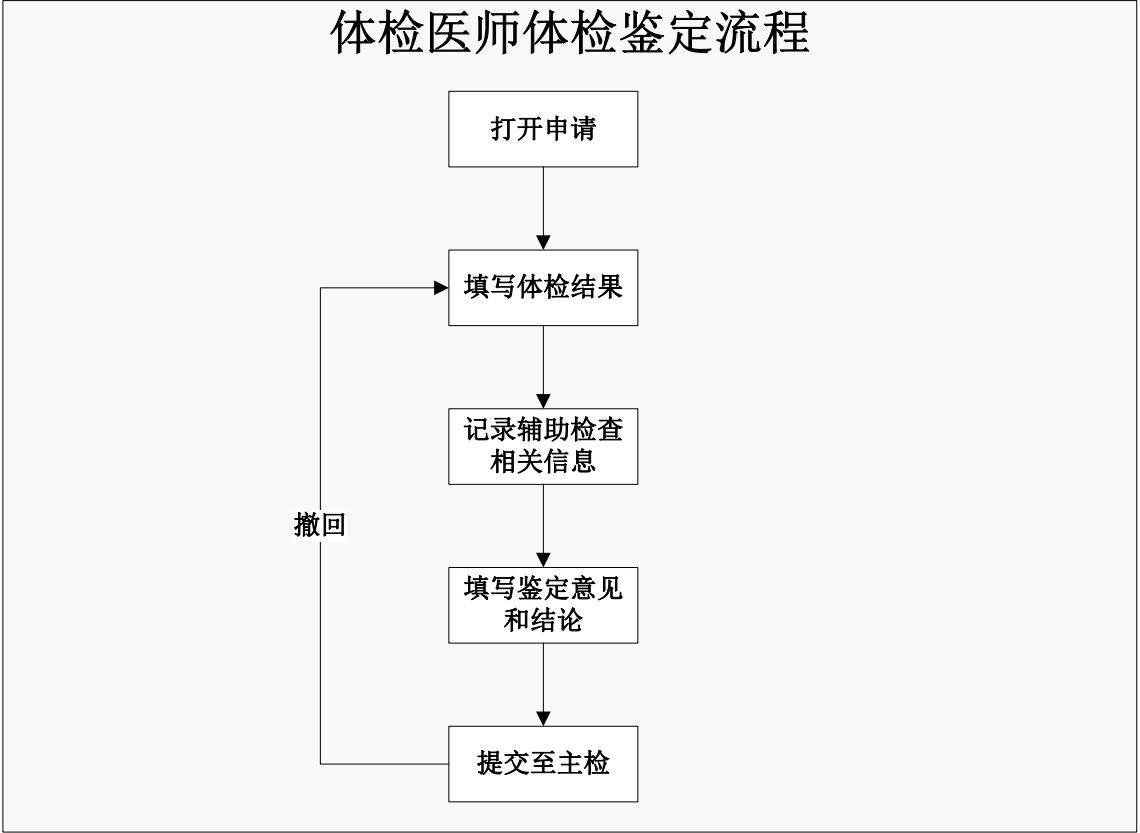 体检医师体检鉴定流程
打开申请
填写体检结果
记录辅助检查
相关信息
撤回
填写鉴定意见
和结论
提交至主检